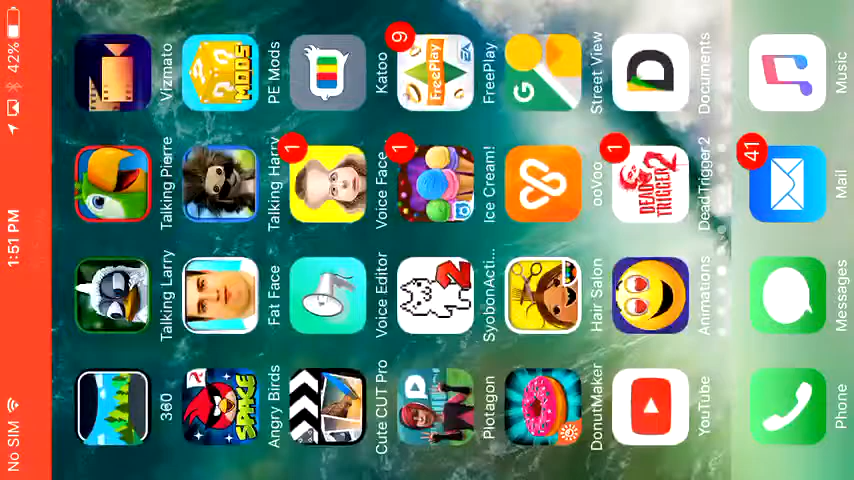 No SIM 1:51 PM 42%
360 Talking Larry Talking Pierre Vizmato
SPACE MODS
Angry Birds Fat Face Talking Harry PE Mods
1
Cute CUT Pro Voice Editor Voice Face Katoo
2 1 9 FreePlay EA
Plotagon SyobonActi... Ice Cream! FreePlay
G
DonutMaker Hair Salon ooVoo Street View
1 DEAD TRIGGER 2 D
YouTube Animations Dead Trigger 2 Documents
41
Phone Messages Mail Music